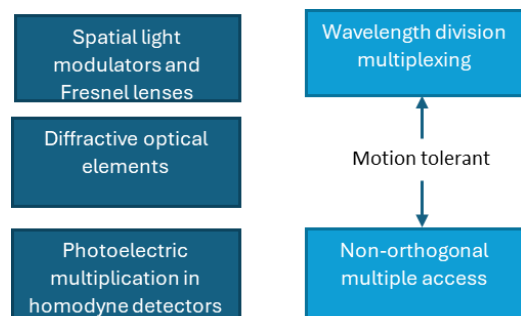 Spatial light
modulators and
Fresnel lenses
Diffractive optical
elements
Photoelectric
multiplication in
homodyne detectors
Wavelength division
multiplexing
Motion tolerant
Non-orthogonal
multiple access